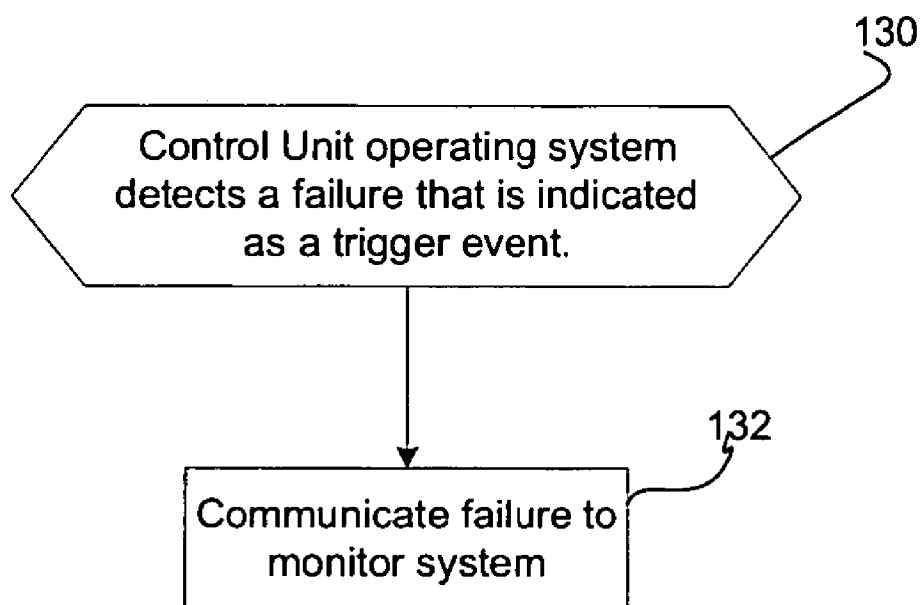 130
Control Unit operating system
detects a failure that is indicated
as a trigger event.
132
Communicate failure to
monitor system